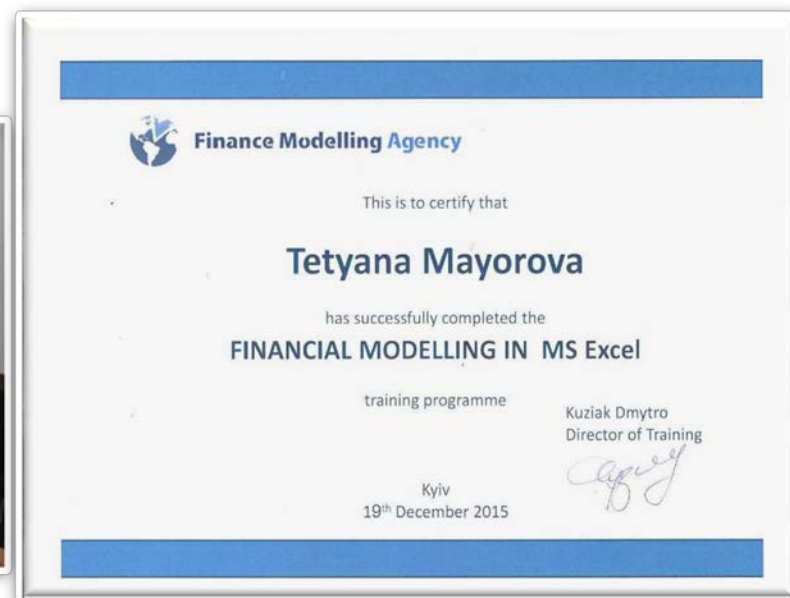 Finance Modelling Agency
This is to certify that
Tetyana Mayorova
has successfully completed the
FINANCIAL MODELLING IN MS Excel
training programme
Kuziak Dmytro
Director of Training
Kyiv
19th December 2015